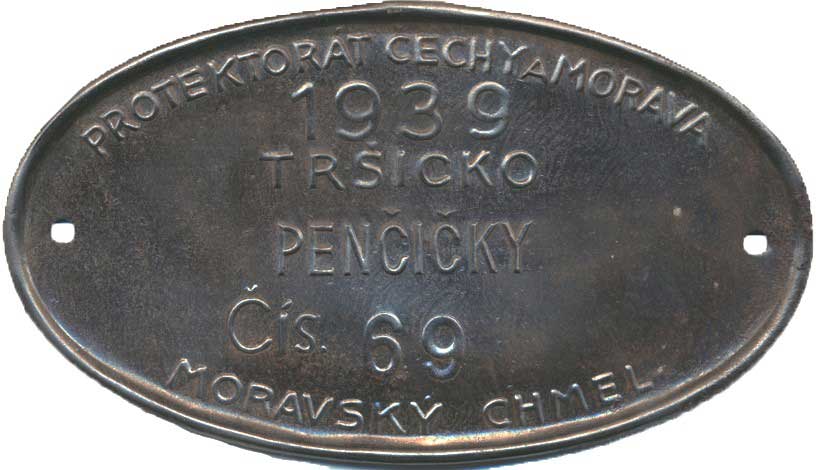 PROTEKTORÁT ČECHY A MORAVA
1939
TRŠICKO
PENČIČKY
Čís. 69
MORAVSKÝ CHMEL